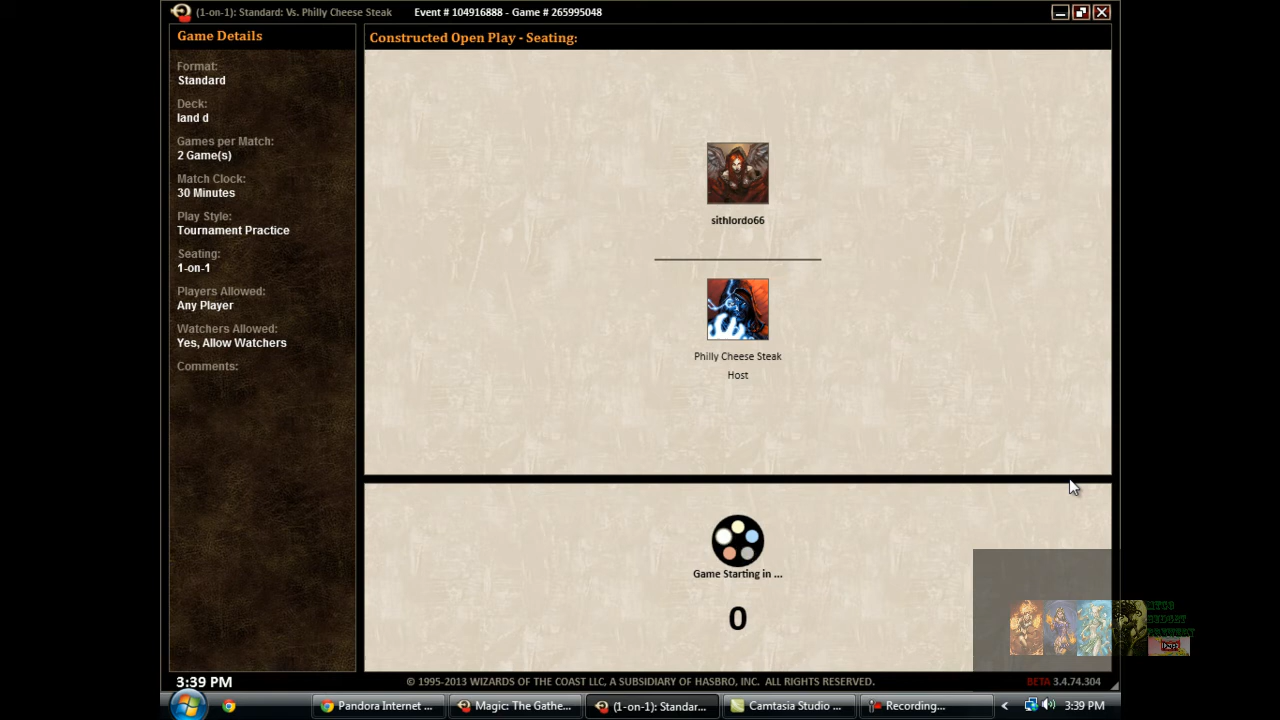 (1-on-1): Standard: Vs. Philly Cheese Steak Event # 104916888 - Game # 265995048
Game Details
Format:
Standard
Deck:
land d
Games per Match:
2 Game(s)
Match Clock:
30 Minutes
Play Style:
Tournament Practice
Seating:
1-on-1
Players Allowed:
Any Player
Watchers Allowed:
Yes, Allow Watchers
Comments:
Constructed Open Play - Seating:
sithlordo66
Philly Cheese Steak
Host
Game Starting in ...
0
3:39 PM © 1995-2013 WIZARDS OF THE COAST LLC, A SUBSIDIARY OF HASBRO, INC. ALL RIGHTS RESERVED. BETA 3.4.74.304
Pandora Internet ... Magic: The Gathe... (1-on-1): Standar... Camtasia Studio ... Recording... 3:39 PM